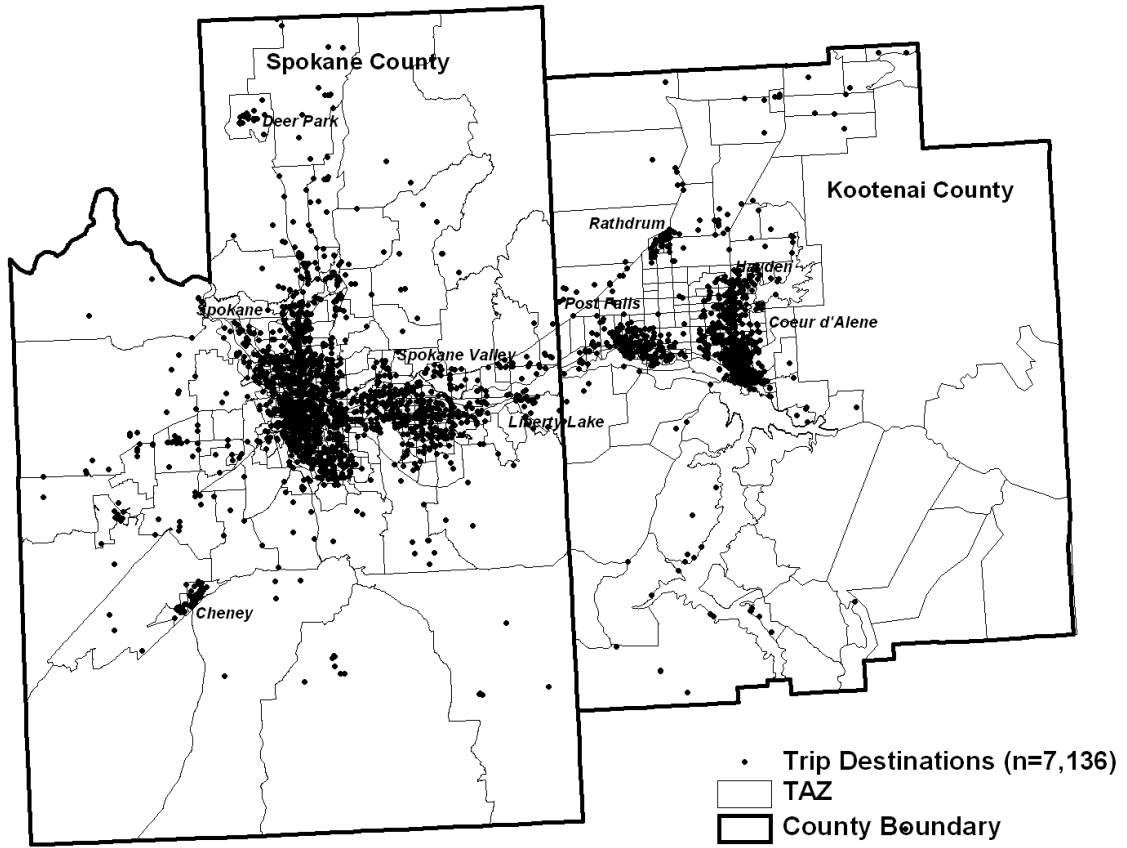 Spokane County
Deer Park
Kootenai County
Rathdrum
Hayden
Post Falls
Spokane
Coeur d'Alene
Spokane Valley
Liberty Lake
Cheney
Trip Destinations (n=7,136)
TAZ
County Boundary